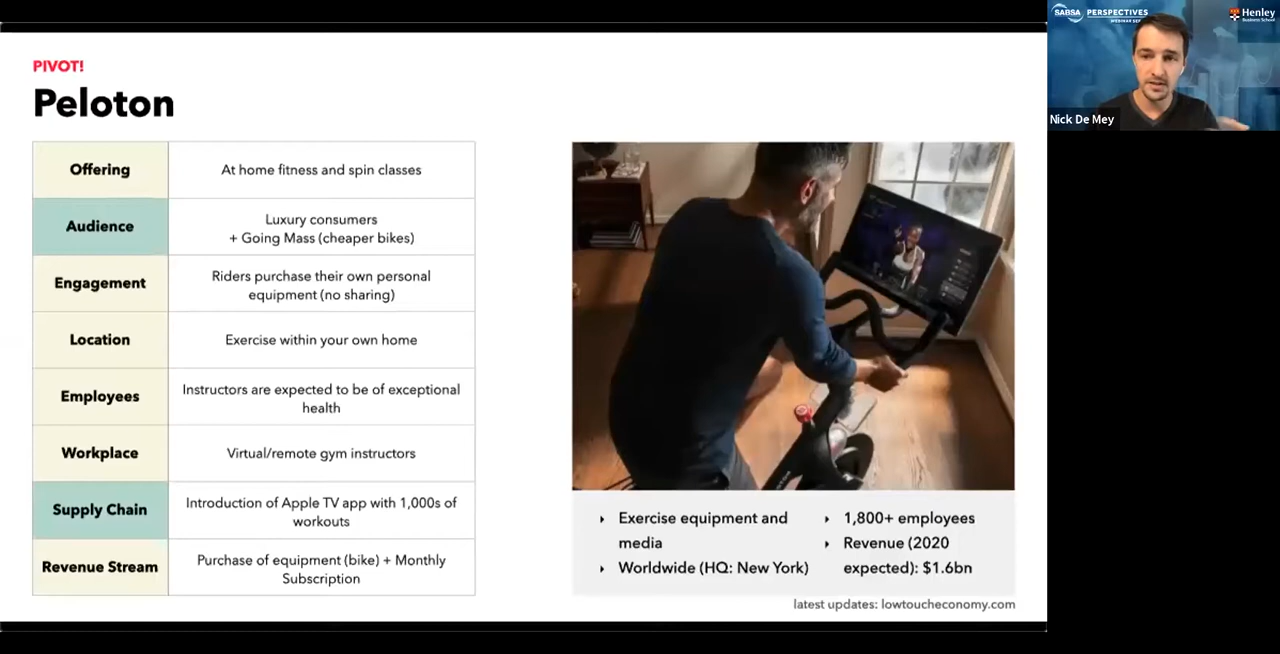 PIVOT!
Peloton
Offering
At home fitness and spin classes
Audience
Luxury consumers
+ Going Mass (cheaper bikes)
Engagement
Riders purchase their own personal
equipment (no sharing)
Location
Exercise within your own home
Employees
Instructors are expected to be of exceptional
health
Workplace
Virtual/remote gym instructors
Supply Chain
Introduction of Apple TV app with 1,000s of
workouts
Revenue Stream
Purchase of equipment (bike) + Monthly
Subscription
Exercise equipment and
media
Worldwide (HQ: New York)
1,800+ employees
Revenue (2020
expected): $1.6bn
latest updates: lowtoucheconomy.com
SABSA PERSPECTIVES
WEBINAR
Henley
Business School
Nick De Mey